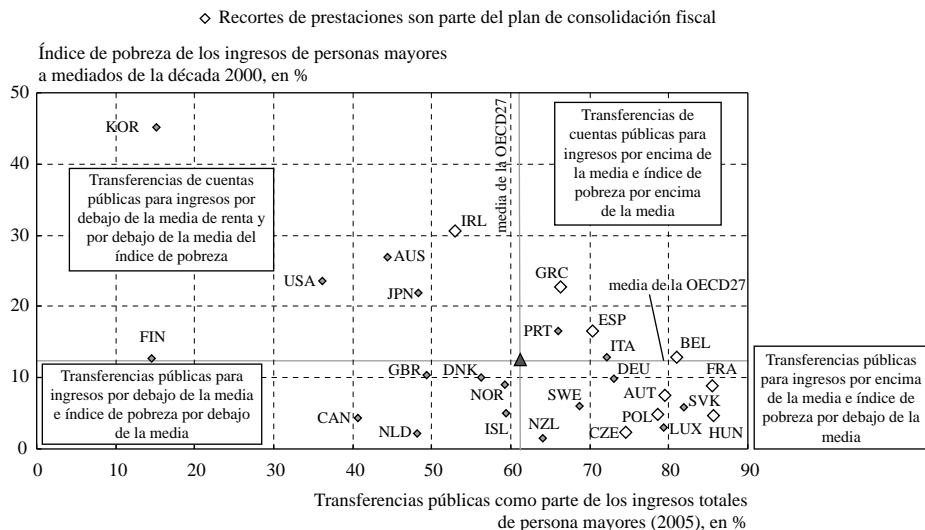 Recortes de prestaciones son parte del plan de consolidación fiscal
Índice de pobreza de los ingresos de personas mayores
a mediados de la década 2000, en %
50
40
30
20
10
0
0
10
20
30
40
50
60
70
80
90
media de la OECD27
Transferencias de
cuentas públicas para
ingresos por encima de
la media e índice de
pobreza por encima
de la media
KOR
Transferencias de cuentas
públicas para ingresos por
debajo de la media de renta y
por debajo de la media del
índice de pobreza
IRL
AUS
USA
JPN
GRC
media de la OECD27
PRT
ESP
ITA
BEL
FIN
Transferencias públicas para
ingresos por debajo de la media
e índice de pobreza por debajo
de la media
GBR
DNK
NOR
CAN
NLD
ISL
NZL
SWE
DEU
FRA
AUT
SVK
POL
CZE
LUX
HUN
Transferencias públicas
para ingresos por encima
de la media e índice de
pobreza por debajo de la
media
Transferencias públicas como parte de los ingresos totales
de persona mayores (2005), en %